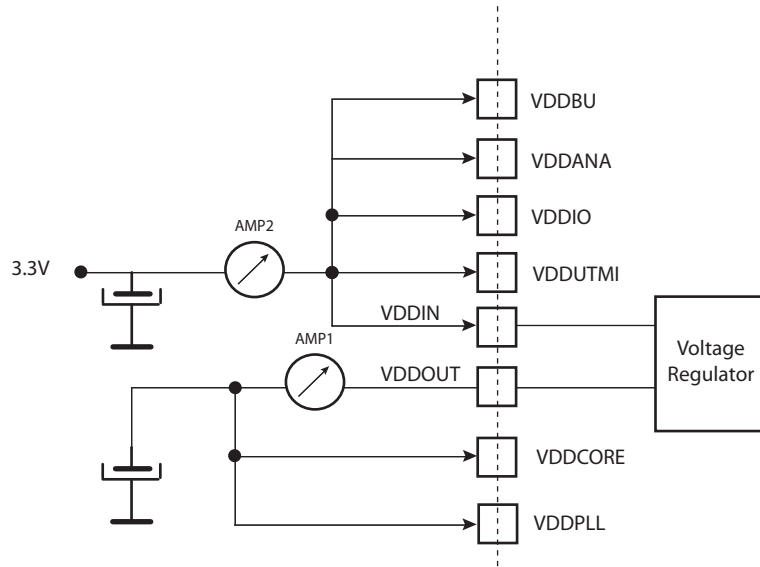 VDDBU
VDDANA
VDDIO
AMP2
3.3V
VDDUTMI
VDDIN
AMP1
Voltage
Regulator
VDDOUT
VDDCORE
VDDPLL